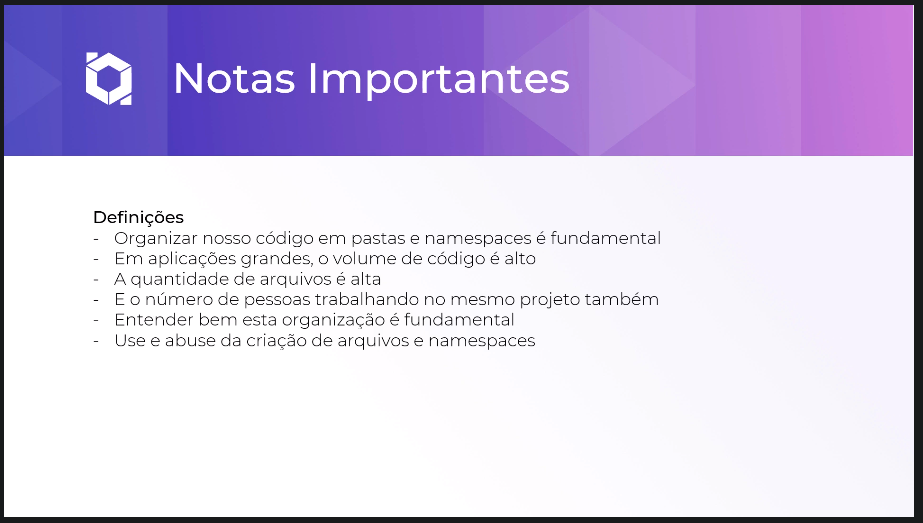 Notas Importantes
Definições
- Organizar nosso código em pastas e namespaces é fundamental
- Em aplicações grandes, o volume de código é alto
- A quantidade de arquivos é alta
- E o número de pessoas trabalhando no mesmo projeto também
- Entender bem esta organização é fundamental
- Use e abuse da criação de arquivos e namespaces